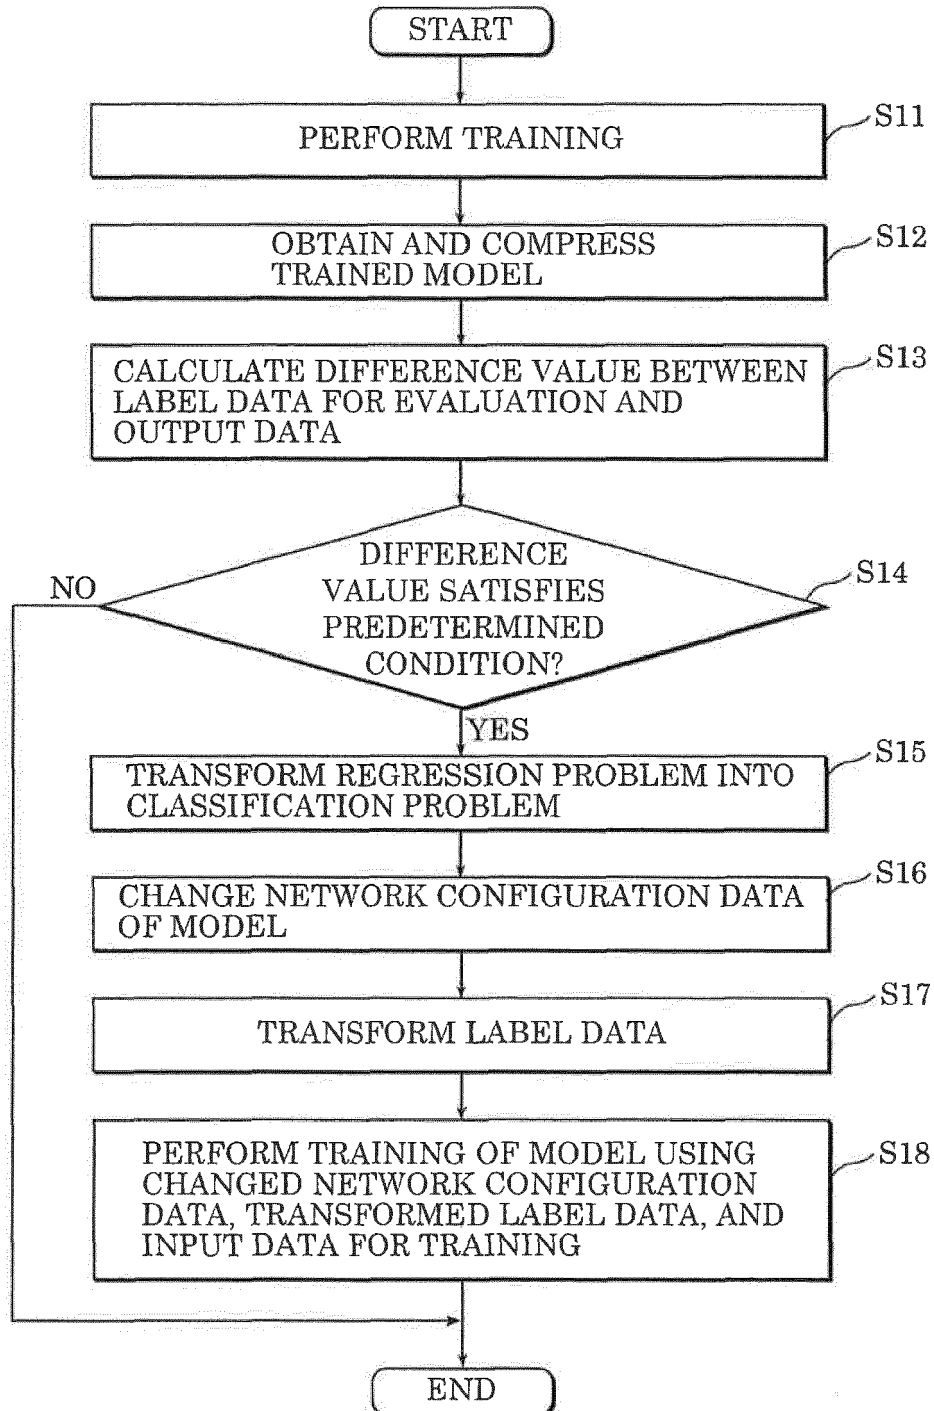 START
PERFORM TRAINING
S11
OBTAIN AND COMPRESS
TRAINED MODEL
S12
CALCULATE DIFFERENCE VALUE BETWEEN
LABEL DATA FOR EVALUATION AND
OUTPUT DATA
S13
DIFFERENCE
VALUE SATISFIES
PREDETERMINED
CONDITION?
S14
NO
YES
TRANSFORM REGRESSION PROBLEM INTO
CLASSIFICATION PROBLEM
S15
CHANGE NETWORK CONFIGURATION DATA
OF MODEL
S16
TRANSFORM LABEL DATA
S17
PERFORM TRAINING OF MODEL USING
CHANGED NETWORK CONFIGURATION
DATA, TRANSFORMED LABEL DATA, AND
INPUT DATA FOR TRAINING
S18
END